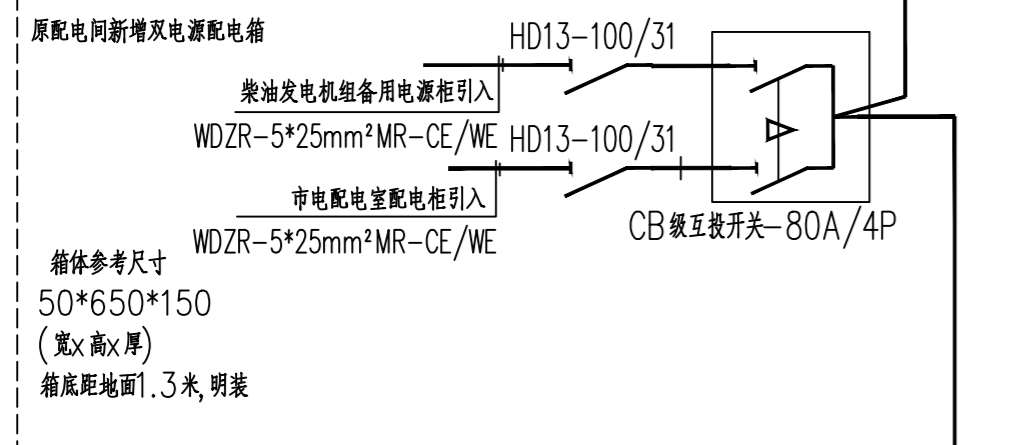 原配电间新增双电源配电箱
HD13-100/31
柴油发电机组备用电源柜引入
WDZR-5*25mm²MR-CE/WE
HD13-100/31
市电配电室配电柜引入
WDZR-5*25mm²MR-CE/WE
CB级互投开关-80A/4P
箱体参考尺寸
50*650*150
(宽x高x厚)
箱底距地面1.3米,明装